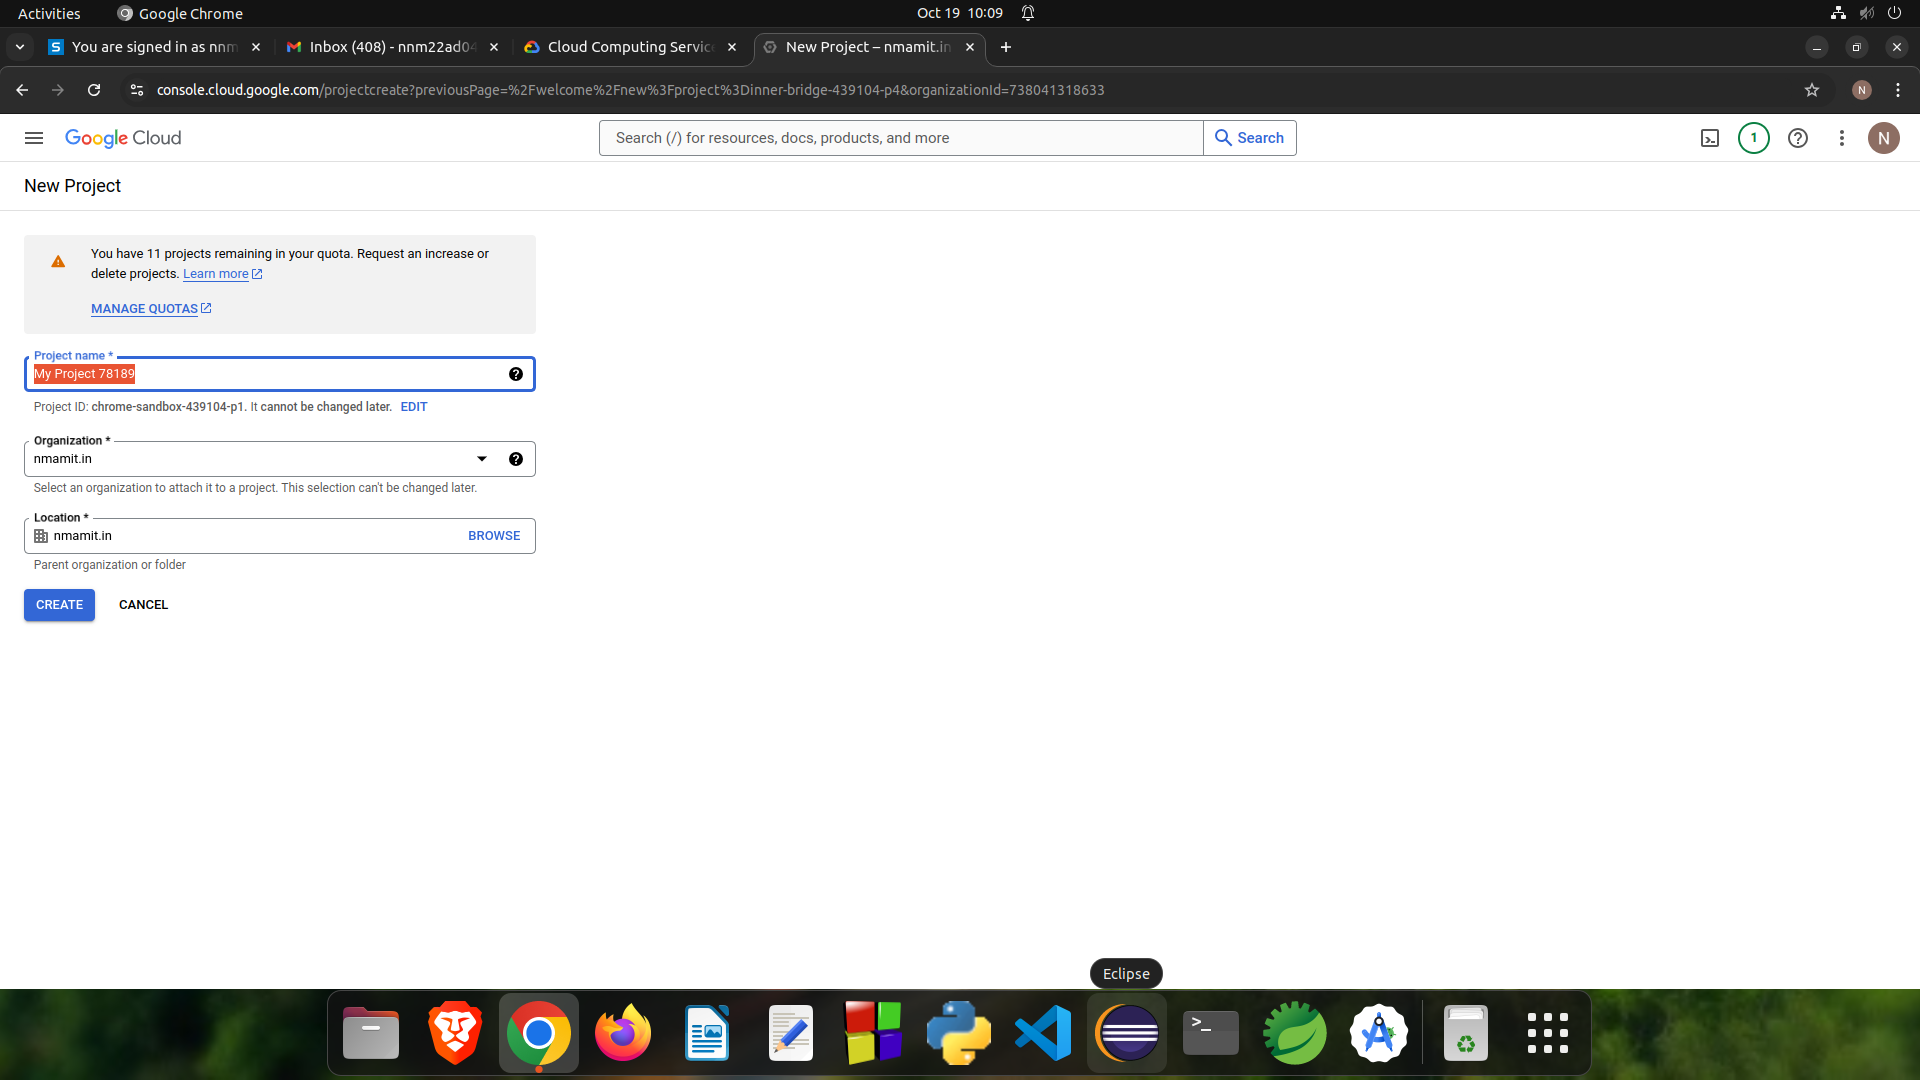 Activities
Google Chrome
Oct 19 10:09
You are signed in as nnm
Inbox (408) - nnm22ad04
Cloud Computing Service
New Project – nmamit.in
console.cloud.google.com/projectcreate?previousPage=%2Fwelcome%2Fnew%3Fproject%3Dinner-bridge-439104-p4&organizationId=738041318633
N
Google Cloud
Search (/) for resources, docs, products, and more
Search
1
N
New Project
You have 11 projects remaining in your quota. Request an increase or
delete projects. Learn more
MANAGE QUOTAS
Project name *
My Project 78189
Project ID: chrome-sandbox-439104-p1. It cannot be changed later. EDIT
Organization *
nmamit.in
Select an organization to attach it to a project. This selection can't be changed later.
Location *
nmamit.in
BROWSE
Parent organization or folder
CREATE
CANCEL
Eclipse